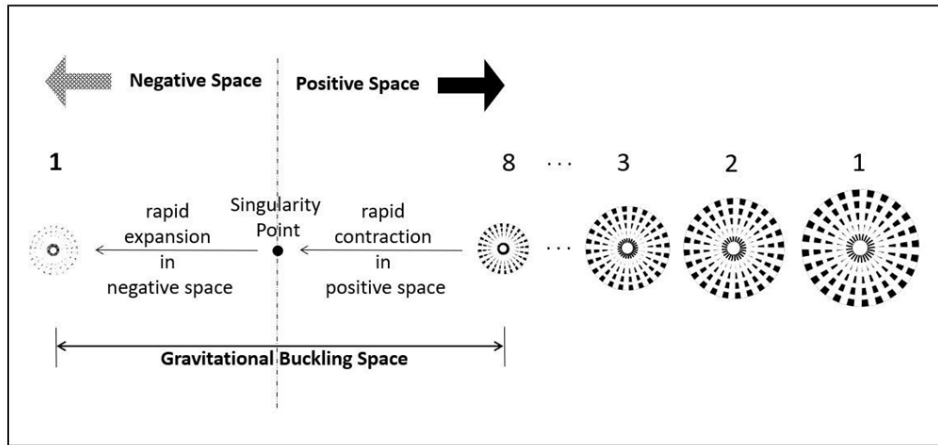 Negative Space
Positive Space
1
8 ... 3 2 1
rapid
expansion
in
negative space
Singularity
Point
rapid
contraction
in
positive space
...
Gravitational Buckling Space